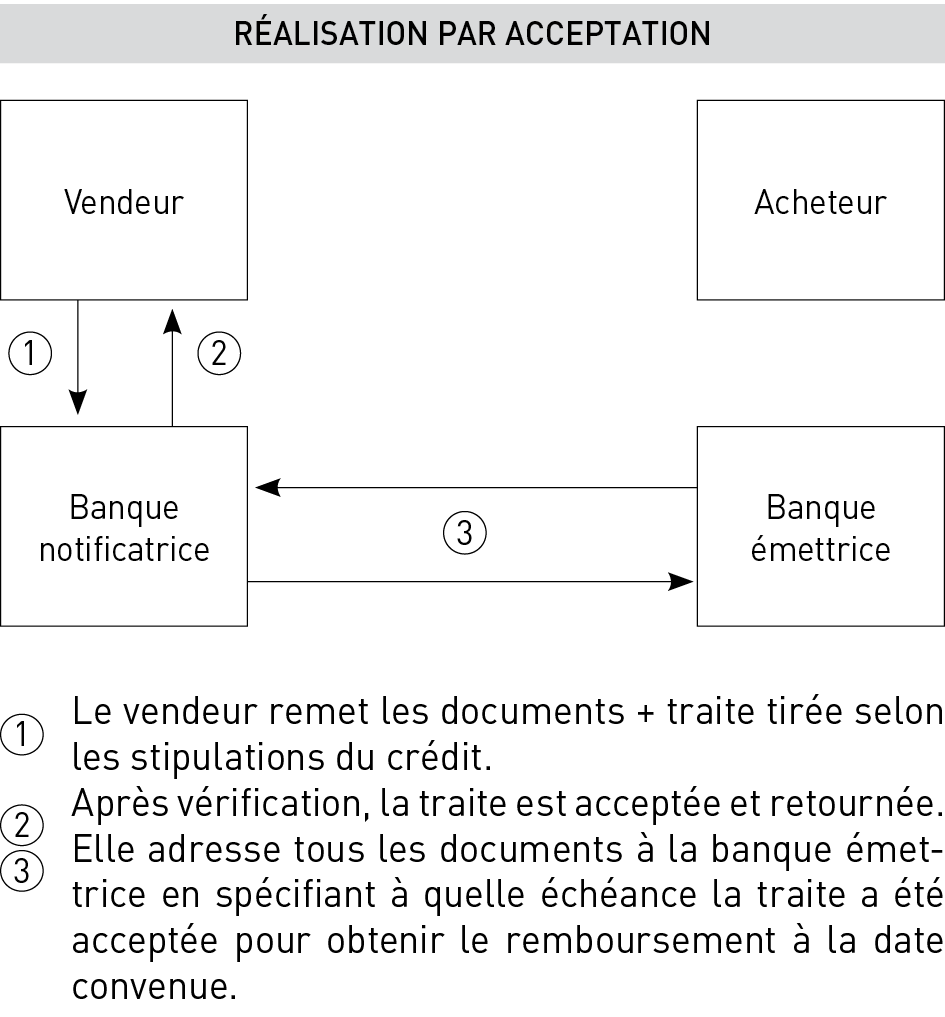 RÉALISATION PAR ACCEPTATION
Vendeur
Acheteur
1
2
Banque
notificatrice
3
Banque
émettrice
1 Le vendeur remet les documents + traite tirée selon
les stipulations du crédit.
2 Après vérification, la traite est acceptée et retournée.
3 Elle adresse tous les documents à la banque émet-
trice en spécifiant à quelle échéance la traite a été
acceptée pour obtenir le remboursement à la date
convenue.